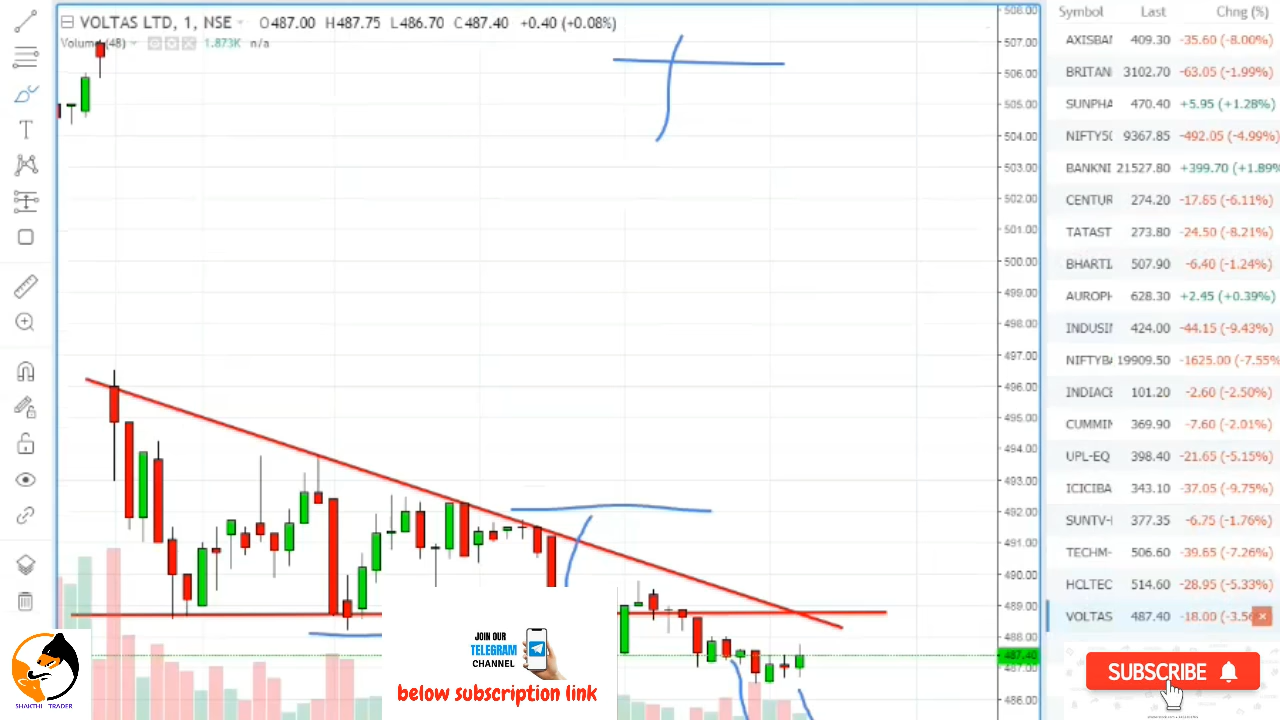 VOLTAS LTD, 1, NSE O487.00 H487.75 L486.70 C487.40 +0.40 (+0.08%)
Volume (48) 1.873K n/a
508.00
507.00
506.00
505.00
504.00
503.00
502.00
501.00
500.00
499.00
498.00
497.00
496.00
495.00
494.00
493.00
492.00
491.00
490.00
489.00
488.00
487.40
487.00
486.00
Symbol Last Chng (%)
AXISBA 409.30 -35.60 (-8.00%)
BRITAN 3102.70 -63.05 (-1.99%)
SUNPHA 470.40 +5.95 (+1.28%)
NIFTY50 9367.85 -492.05 (-4.99%)
BANKNI 21527.80 +399.70 (+1.89%
CENTUR 274.20 -17.85 (-6.11%)
TATAST 273.80 -24.50 (-8.21%)
BHARTI 507.90 -6.40 (-1.24%)
AUROPH 628.30 +2.45 (+0.39%)
INDUSI 424.00 -44.15 (-9.43%)
NIFTYB 19909.50 -1625.00 (-7.55%
INDIACE 101.20 -2.60 (-2.50%)
CUMMIN 369.90 -7.60 (-2.01%)
UPL-EQ 398.40 -21.65 (-5.15%)
ICICIBA 343.10 -37.05 (-9.75%)
SUNTV- 377.35 -6.75 (-1.76%)
TECHM- 506.60 -39.65 (-7.26%)
HCLTEC 514.60 -28.95 (-5.33%)
VOLTAS 487.40 -18.00 (-3.56
SHAKTHI TRADER
JOIN OUR
TELEGRAM
CHANNEL
below subscription link
SUBSCRIBE